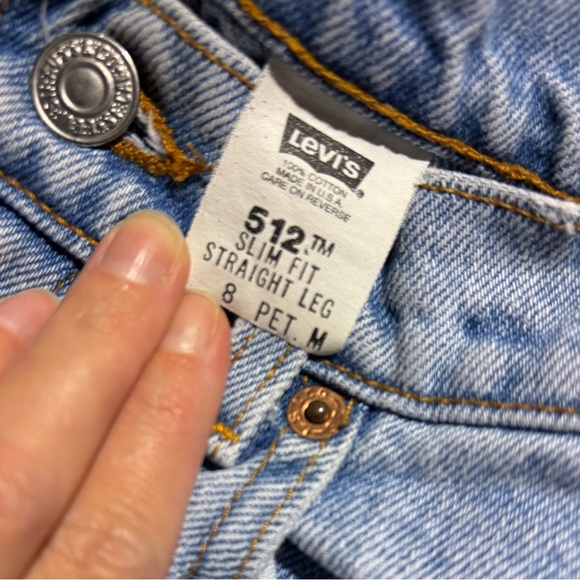 LEVI'S®
100% COTTON
MADE IN U.S.A.
CARE ON REVERSE
512™
SLIM FIT
STRAIGHT LEG
8 PET. M